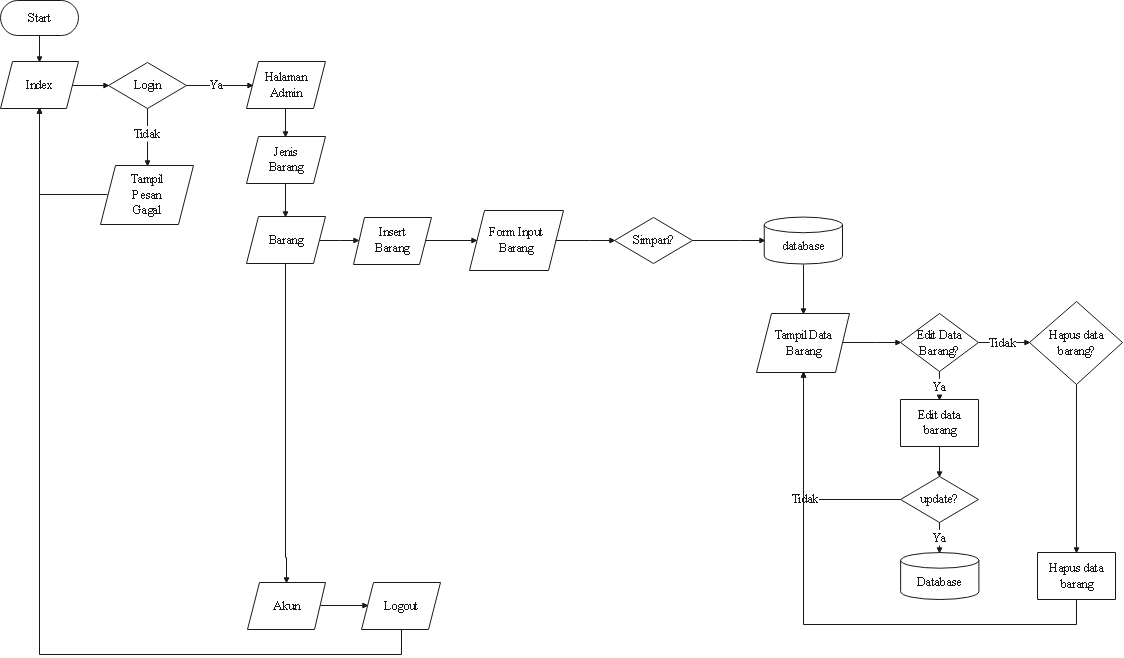 Start
Index
Login
Ya
Halaman
Admin
Tidak
Tampil
Pesan
Gagal
Jenis
Barang
Barang
Insert
Barang
Form Input
Barang
Simpan?
database
Tampil Data
Barang
Edit Data
Barang?
Tidak
Hapus data
barang?
Ya
Edit data
barang
Tidak
update?
Ya
Database
Hapus data
barang
Akun
Logout